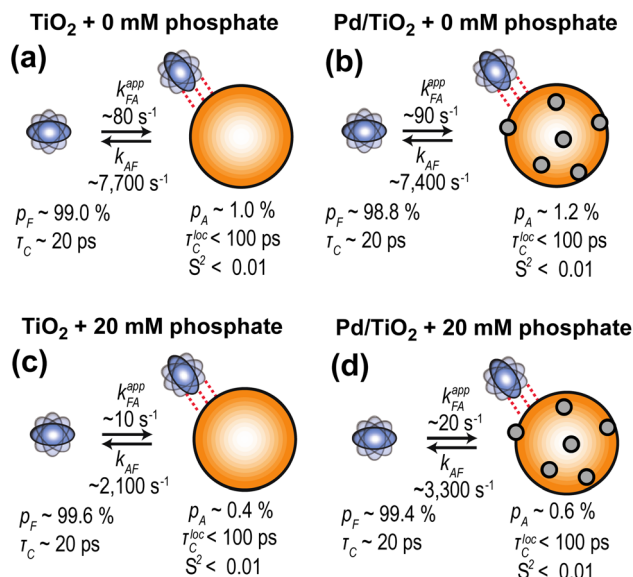 TiO₂ + 0 mM phosphate
(a)
k_FA^app
~80 s⁻¹
k_AF
~7,700 s⁻¹
p_F ~ 99.0 %
τ_C ~ 20 ps
p_A ~ 1.0 %
τ_C^loc < 100 ps
S² < 0.01
Pd/TiO₂ + 0 mM phosphate
(b)
k_FA^app
~90 s⁻¹
k_AF
~7,400 s⁻¹
p_F ~ 98.8 %
τ_C ~ 20 ps
p_A ~ 1.2 %
τ_C^loc < 100 ps
S² < 0.01
TiO₂ + 20 mM phosphate
(c)
k_FA^app
~10 s⁻¹
k_AF
~2,100 s⁻¹
p_F ~ 99.6 %
τ_C ~ 20 ps
p_A ~ 0.4 %
τ_C^loc < 100 ps
S² < 0.01
Pd/TiO₂ + 20 mM phosphate
(d)
k_FA^app
~20 s⁻¹
k_AF
~3,300 s⁻¹
p_F ~ 99.4 %
τ_C ~ 20 ps
p_A ~ 0.6 %
τ_C^loc < 100 ps
S² < 0.01